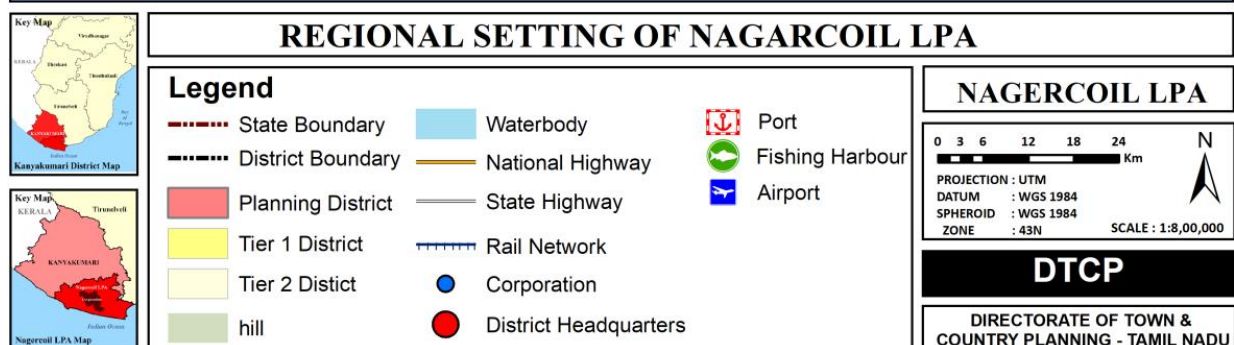 REGIONAL SETTING OF NAGARCOIL LPA
Key Map
Virudhunagar
KERALA
Thenkasi
Thoothukudi
Tirunelveli
KANYAKUMARI
Bay
of
Bengal
Indian Ocean
Kanyakumari District Map
Key Map
KERALA
Tirunelveli
KANYAKUMARI
Nagercoil LPA
Corporation
Indian Ocean
Nagercoil LPA Map
Legend
State Boundary
District Boundary
Planning District
Tier 1 District
Tier 2 Distict
hill
Waterbody
National Highway
State Highway
Rail Network
Corporation
District Headquarters
Port
Fishing Harbour
Airport
NAGERCOIL LPA
0 3 6 12 18 24
Km
N
PROJECTION : UTM
DATUM : WGS 1984
SPHEROID : WGS 1984
ZONE : 43N
SCALE : 1:8,00,000
DTCP
DIRECTORATE OF TOWN &
COUNTRY PLANNING - TAMIL NADU